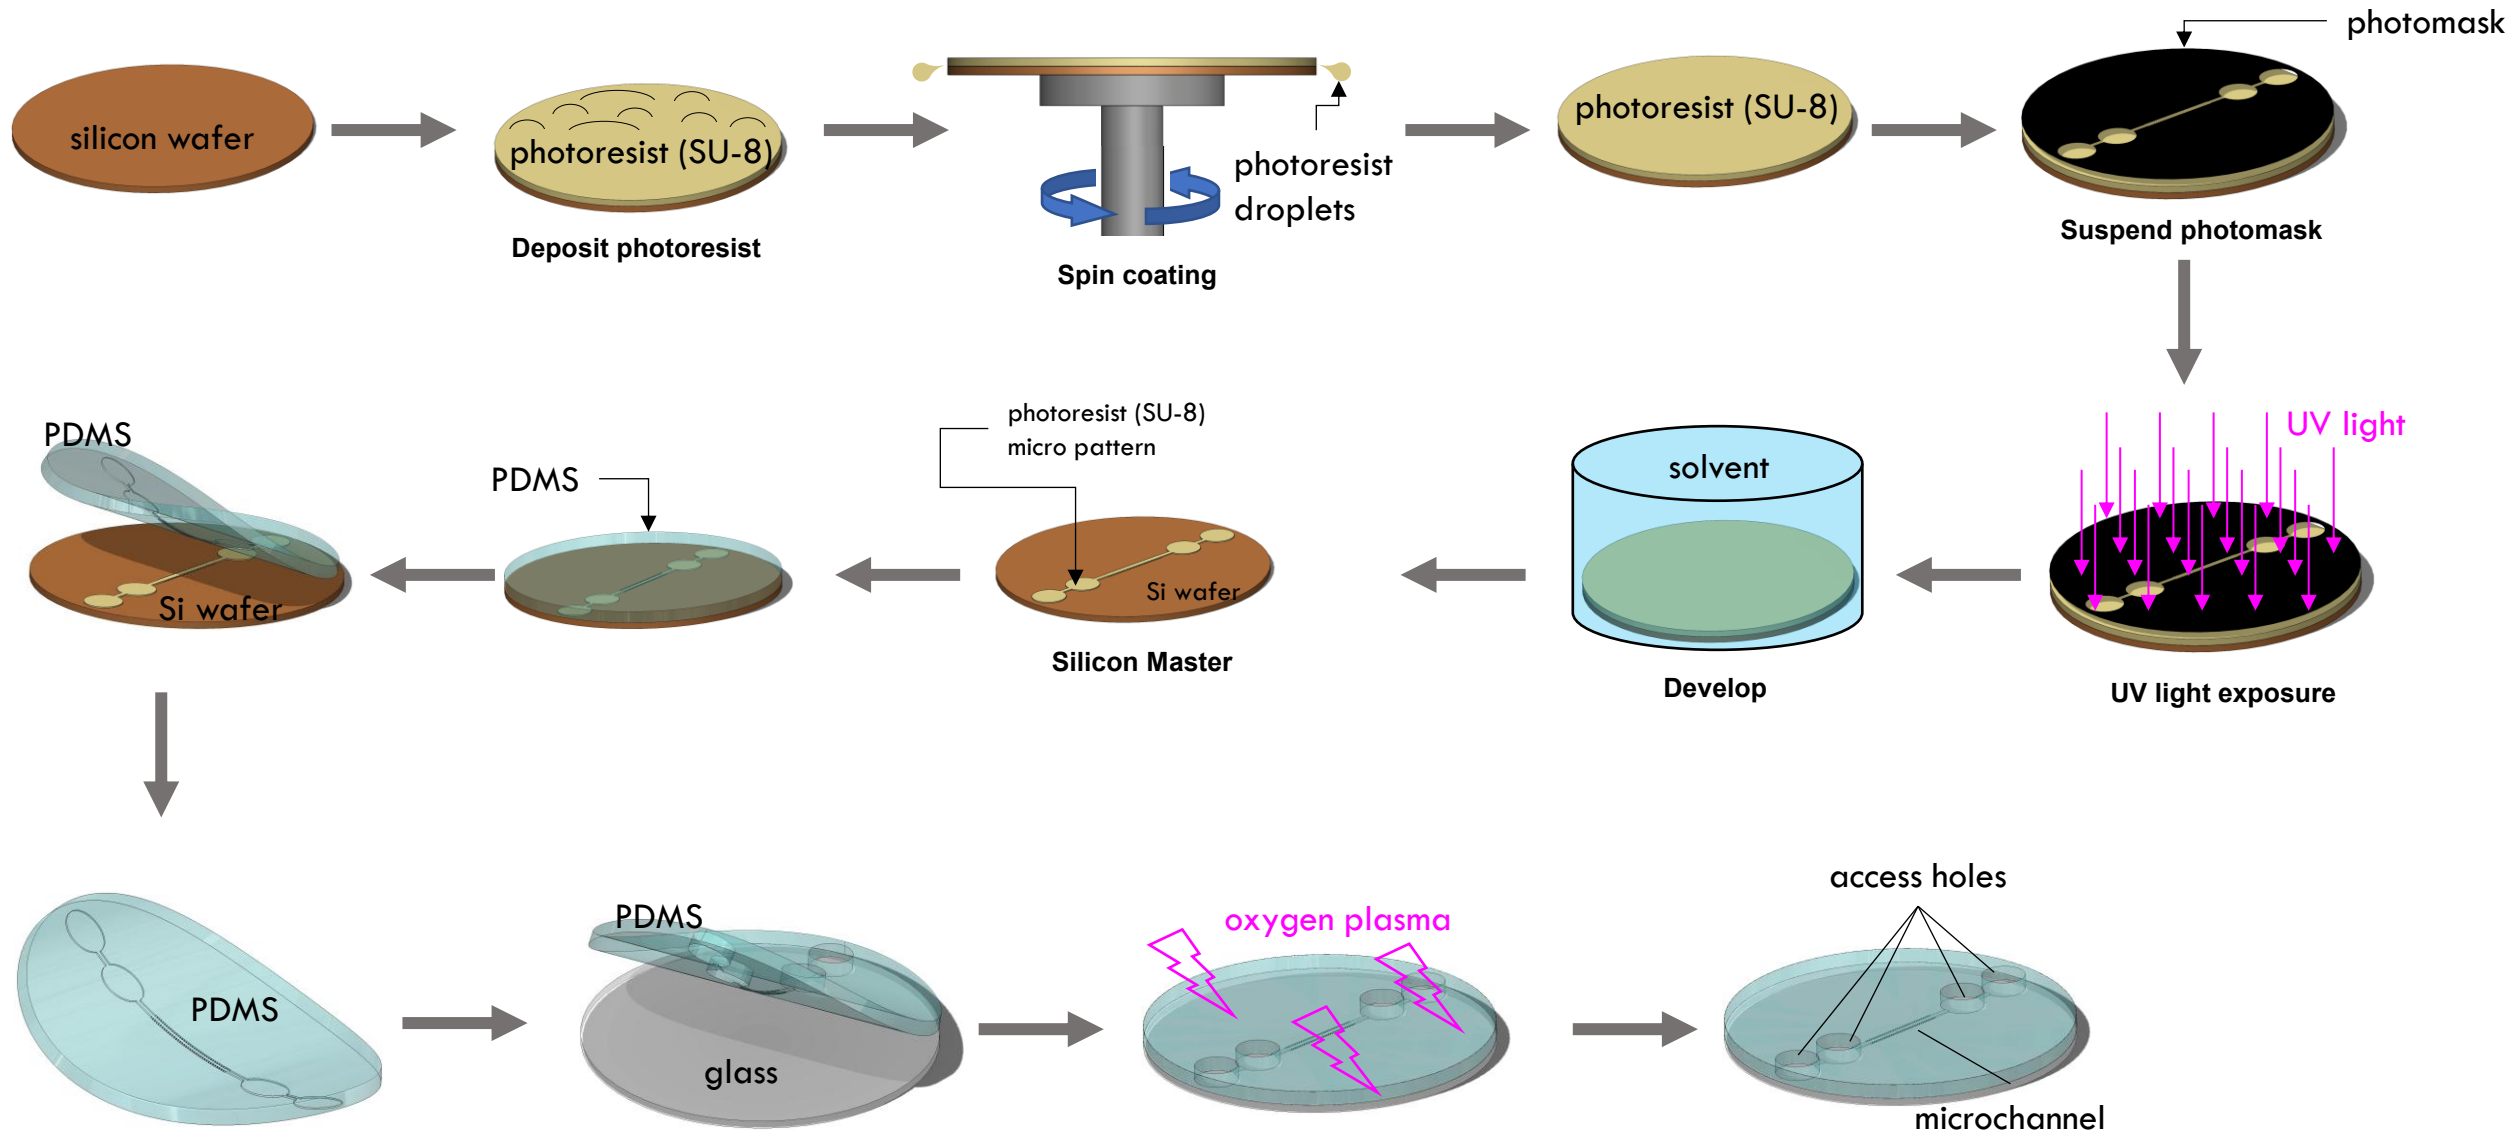 silicon wafer
photoresist (SU-8)
Deposit photoresist
photoresist
droplets
Spin coating
photoresist (SU-8)
photomask
Suspend photomask
UV light
UV light exposure
solvent
Develop
photoresist (SU-8)
micro pattern
Si wafer
Silicon Master
PDMS
PDMS
Si wafer
PDMS
PDMS
glass
oxygen plasma
access holes
microchannel